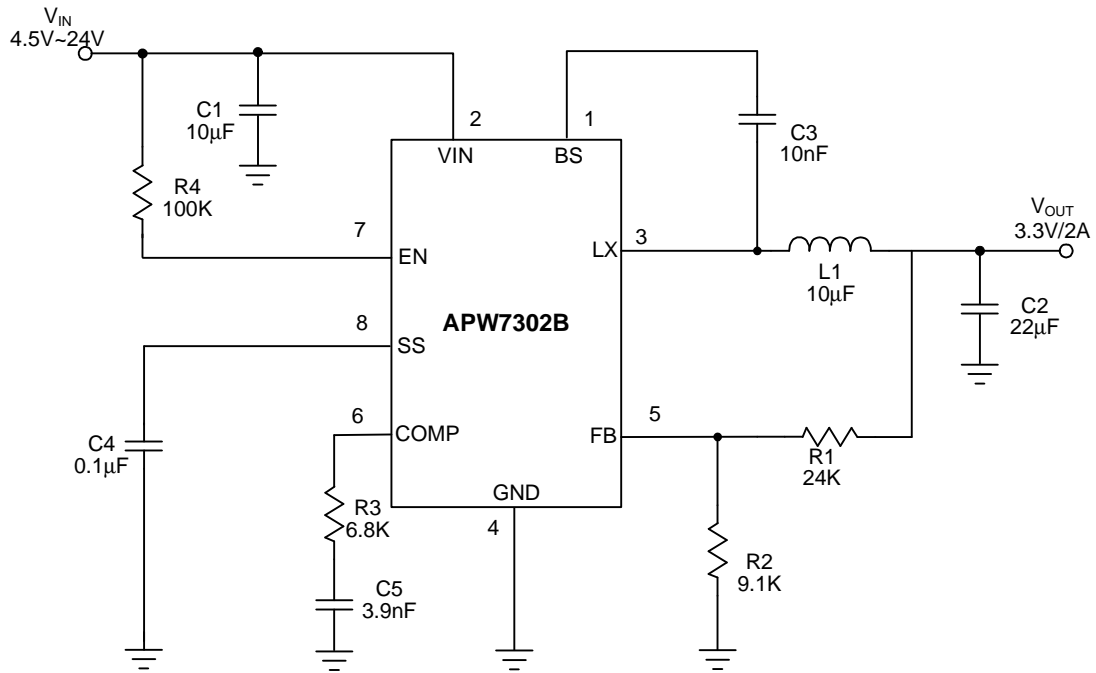 VIN
4.5V~24V
C1
10μF
2
1
VIN
BS
C3
10nF
R4
100K
7
EN
LX
3
L1
10μF
VOUT
3.3V/2A
C2
22μF
APW7302B
8
SS
C4
0.1μF
6
COMP
5
FB
R1
24K
R3
6.8K
GND
4
C5
3.9nF
R2
9.1K